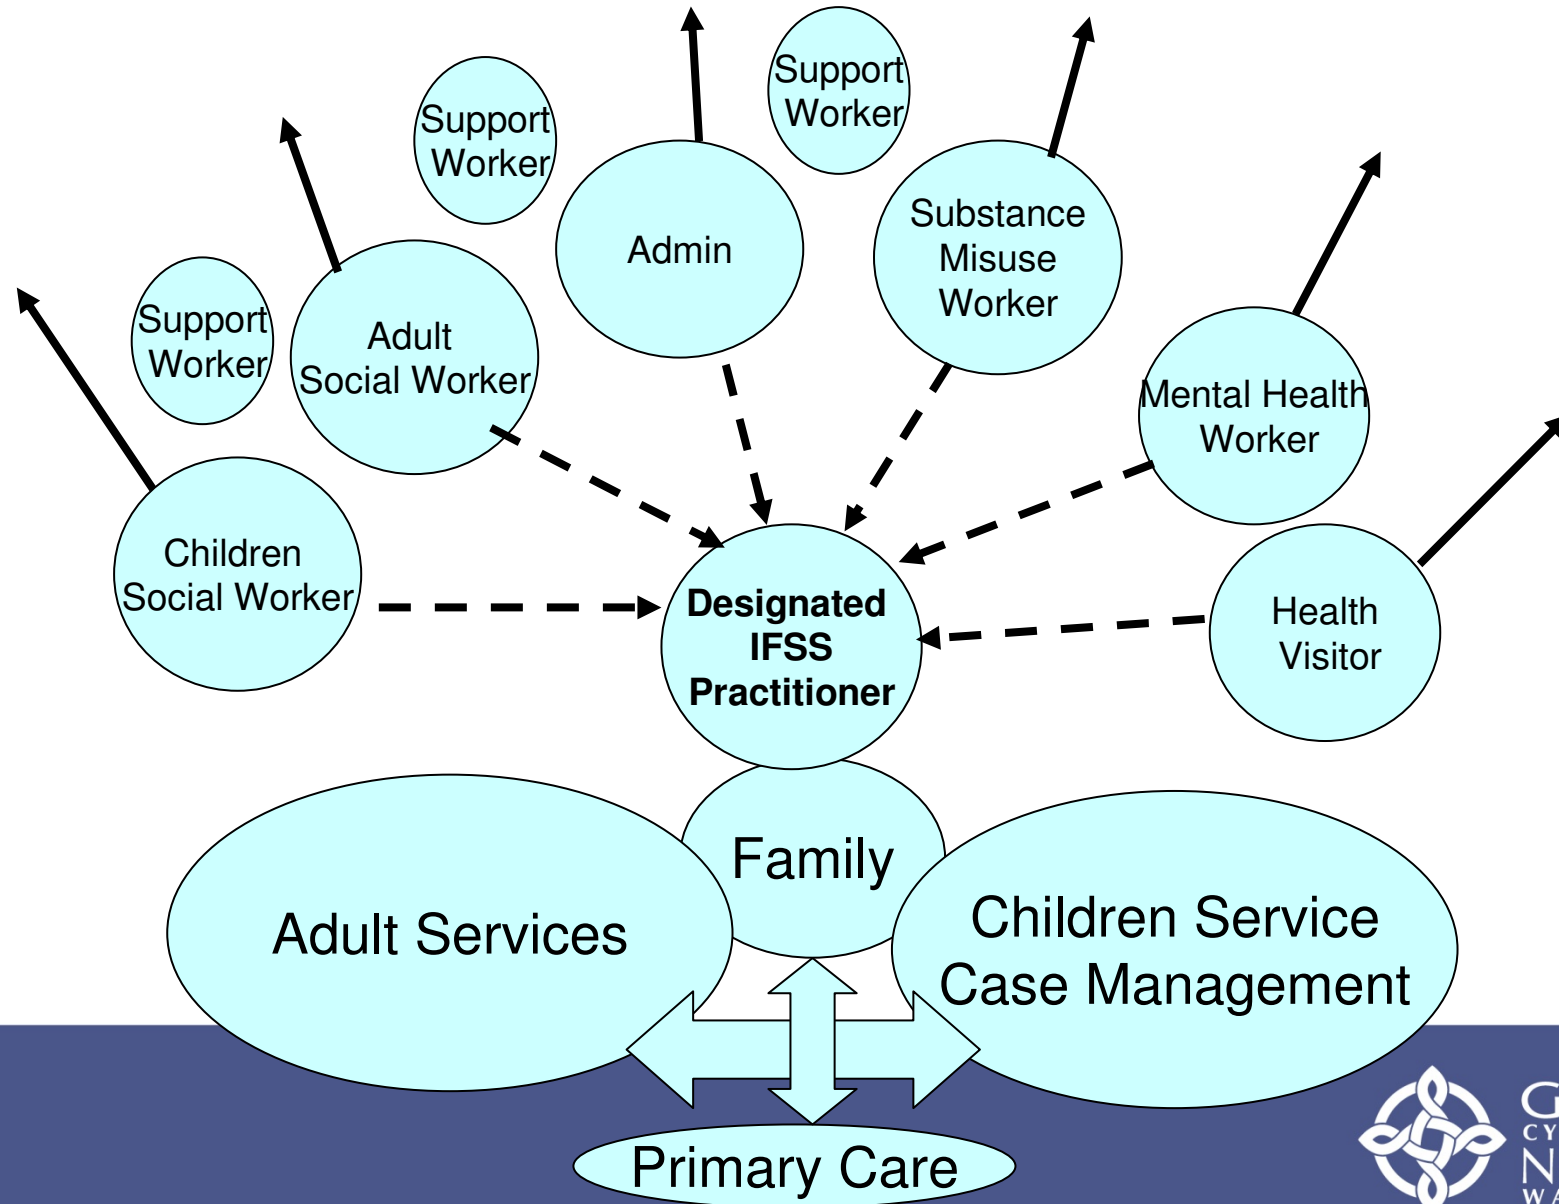 Support
Worker
Support
Worker
Support
Worker
Adult
Social Worker
Admin
Substance
Misuse
Worker
Mental Health
Worker
Children
Social Worker
Designated
IFSS
Practitioner
Health
Visitor
Family
Adult Services
Children Service
Case Management
Primary Care